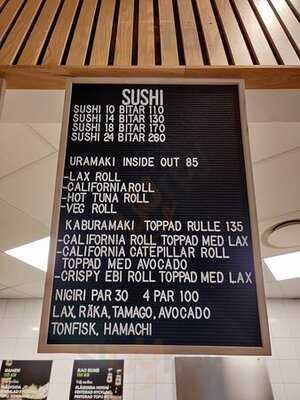 SUSHI
SUSHI 10 BITAR 110
SUSHI 14 BITAR 130
SUSHI 18 BITAR 170
SUSHI 24 BITAR 260
URAMAKI INSIDE OUT 85
-LAX ROLL
-CALIFORNIA ROLL
-HOT TUNA ROLL
-VEG ROLL
KABURAMAKI TOPPAD RULLE 135
-CALIFORNIA ROLL TOPPAD MED LAX
-CALIFORNIA CATEPILLAR ROLL
TOPPAD MED AVOCADO
-CRISPY EBI ROLL TOPPAD MED LAX
NIGIRI PAR 30 4 PAR 100
LAX, RÄKA, TAMAGO, AVOCADO
TONFISK, HAMACHI
RAMEN
BAO BUNS